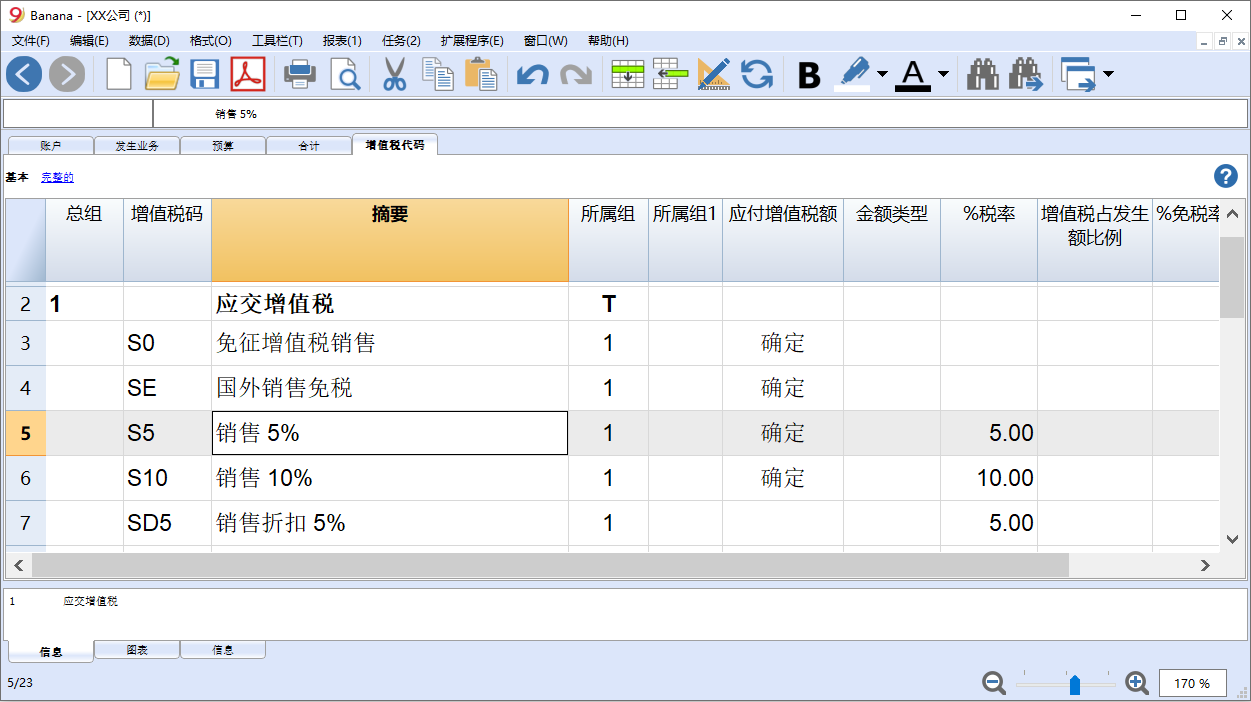 Banana - [XX公司 (*)]
文件(F) 编辑(E) 数据(D) 格式(O) 工具栏(T) 报表(1) 任务(2) 扩展程序(E) 窗口(W) 帮助(H)
B A
销售 5%
账户 发生业务 预算 合计 增值税代码
基本 完整的
总组 增值税码 摘要 所属组 所属组1 应付增值税额 金额类型 %税率 增值税占发生 %免税率
额比例
2 1 应交增值税 T
3 S0 免征增值税销售 1 确定
4 SE 国外销售免税 1 确定
5 S5 销售 5% 1 确定 5.00
6 S10 销售 10% 1 确定 10.00
7 SD5 销售折扣 5% 1 5.00
1 应交增值税
信息 图表 信息
5/23
170 %